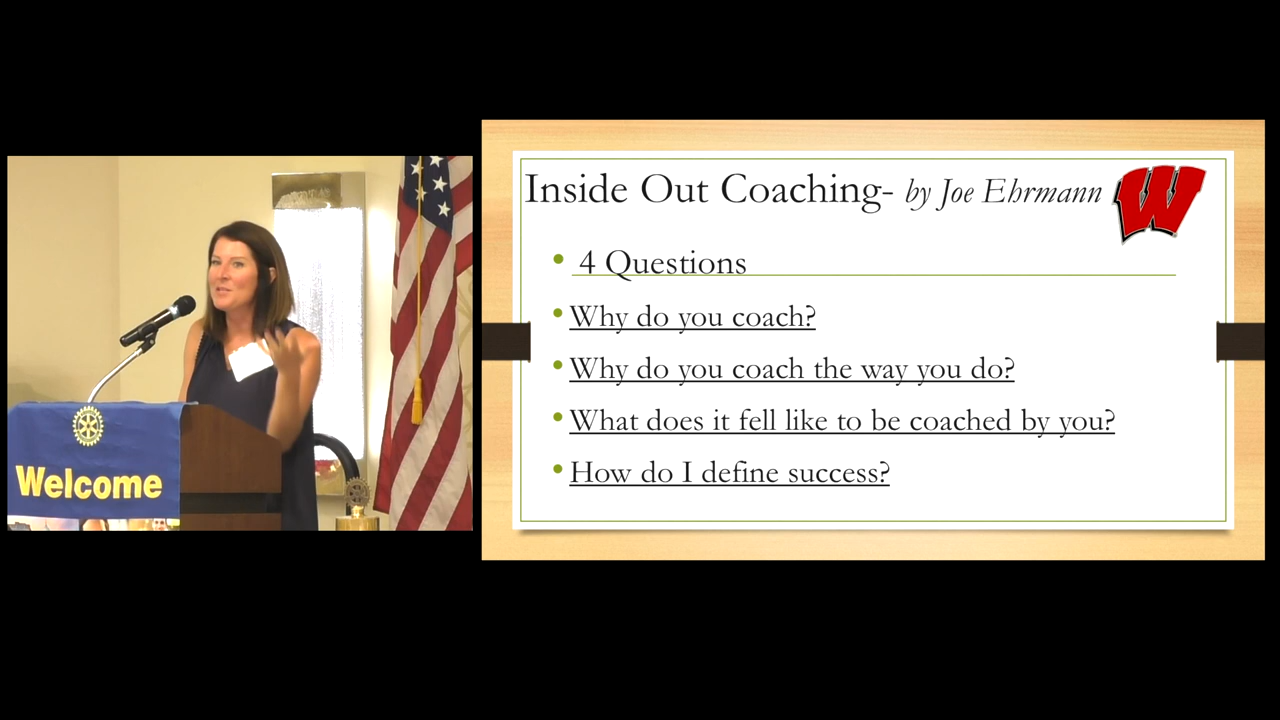 Welcome
Inside Out Coaching- by Joe Ehrmann
W
4 Questions
Why do you coach?
Why do you coach the way you do?
What does it fell like to be coached by you?
How do I define success?